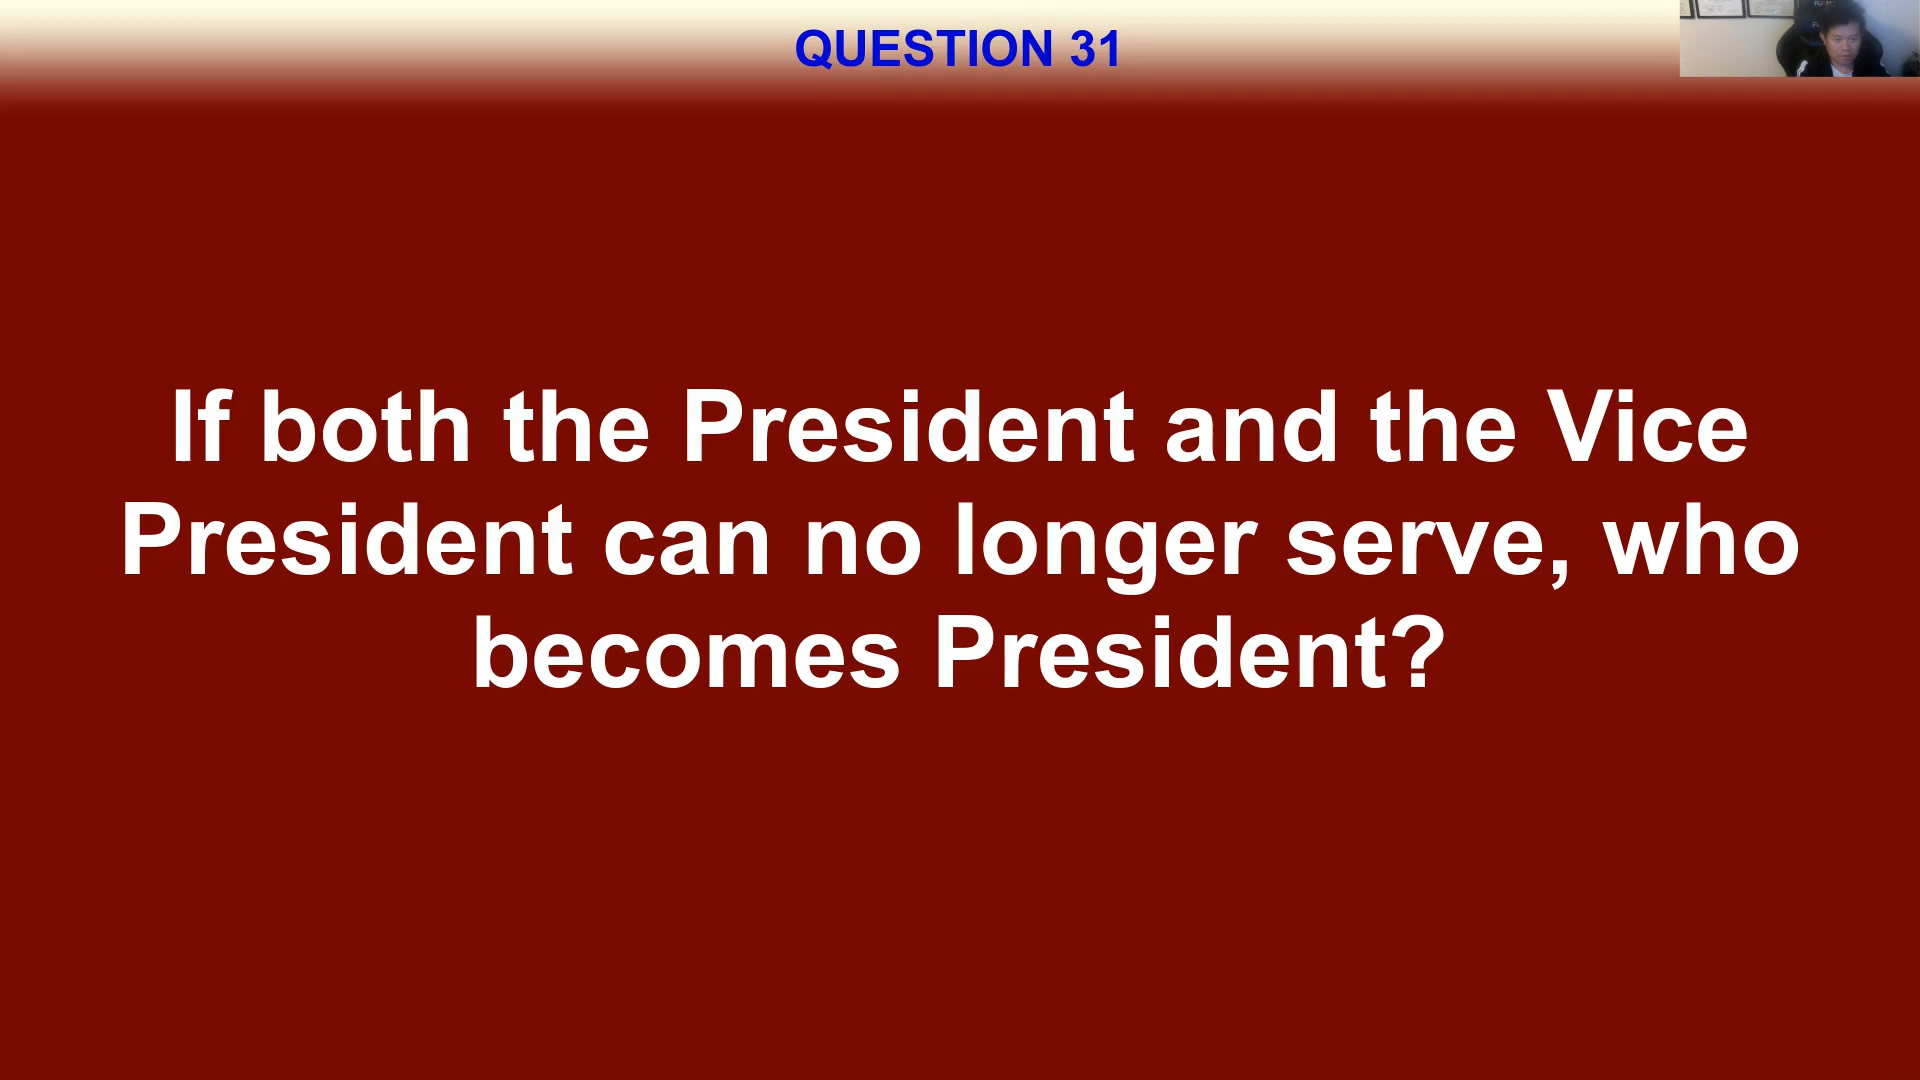 QUESTION 31
If both the President and the Vice
President can no longer serve, who
becomes President?